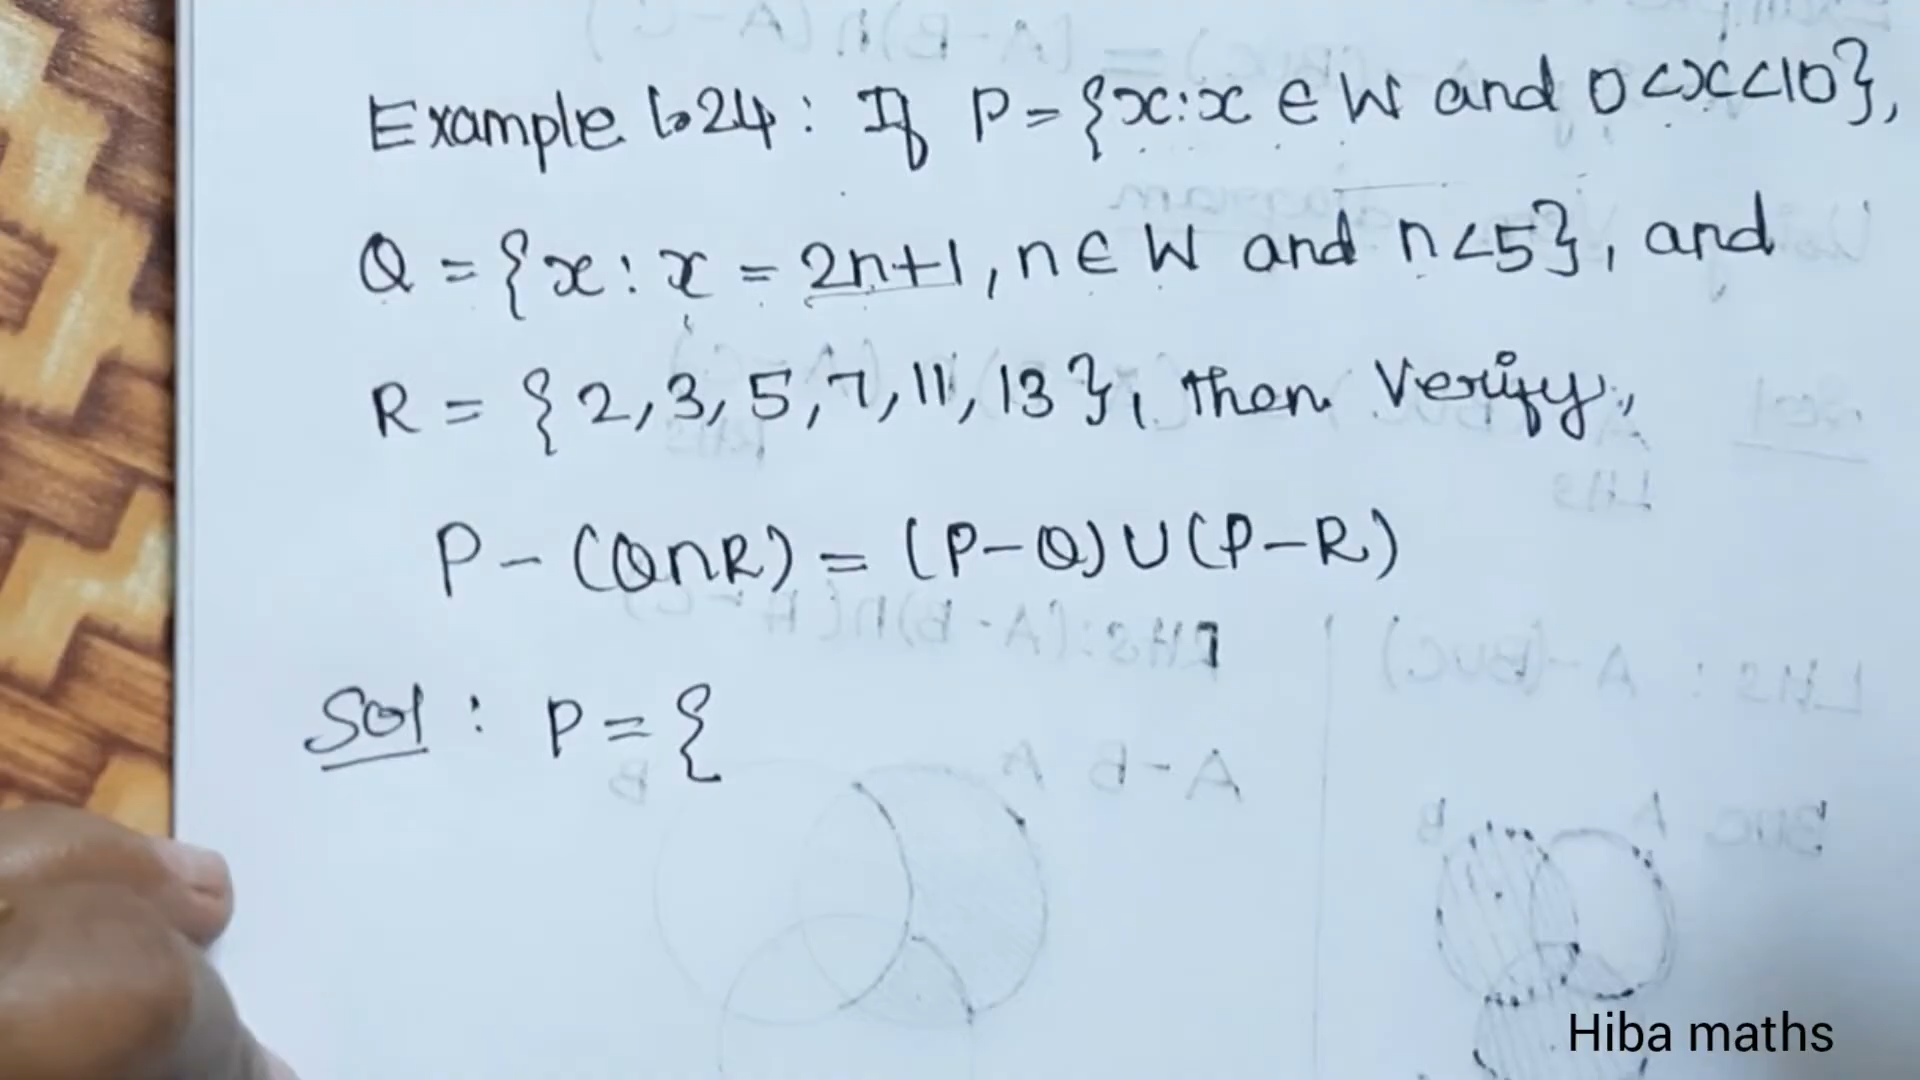 Example 1.24 : If P = {x : x ∈ W and 0 < x < 10},
Q = {x : x = 2n+1, n ∈ W and n < 5}, and
R = {2, 3, 5, 7, 11, 13}, then verify,
P - (Q∩R) = (P-Q) ∪ (P-R)
Sol : P = {
Hiba maths